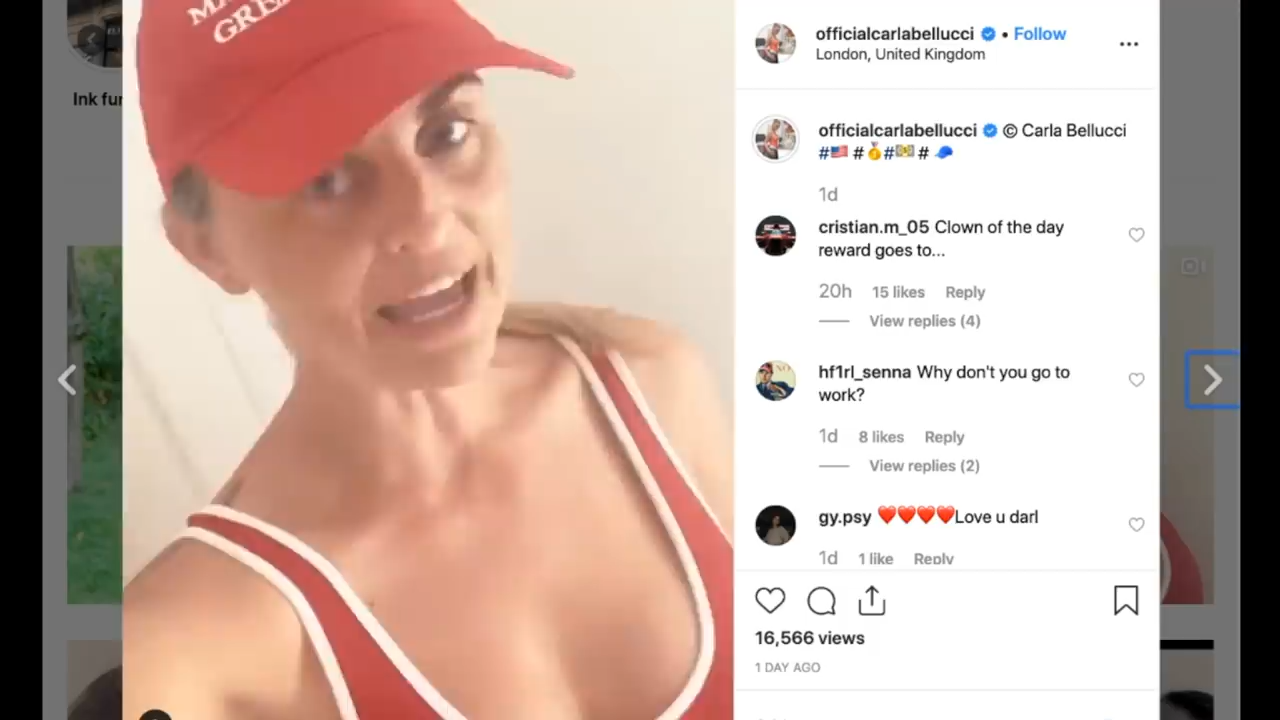 GRE
Ink fur
officialcarlabellucci • Follow
London, United Kingdom
officialcarlabellucci © Carla Bellucci
#🇺🇸 #🥇#💵 # 🧢
1d
cristian.m_05 Clown of the day
reward goes to...
20h 15 likes Reply
View replies (4)
hf1rl_senna Why don't you go to
work?
1d 8 likes Reply
View replies (2)
gy.psy ❤️❤️❤️❤️Love u darl
1d 1 like Reply
16,566 views
1 DAY AGO